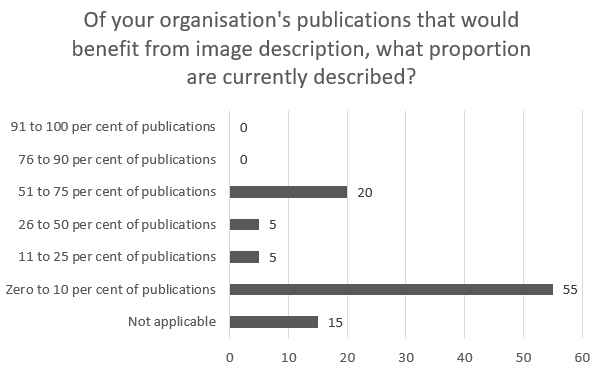 Of your organisation's publications that would
benefit from image description, what proportion
are currently described?
91 to 100 per cent of publications 0
76 to 90 per cent of publications 0
51 to 75 per cent of publications 20
26 to 50 per cent of publications 5
11 to 25 per cent of publications 5
Zero to 10 per cent of publications 55
Not applicable 15
0 10 20 30 40 50 60